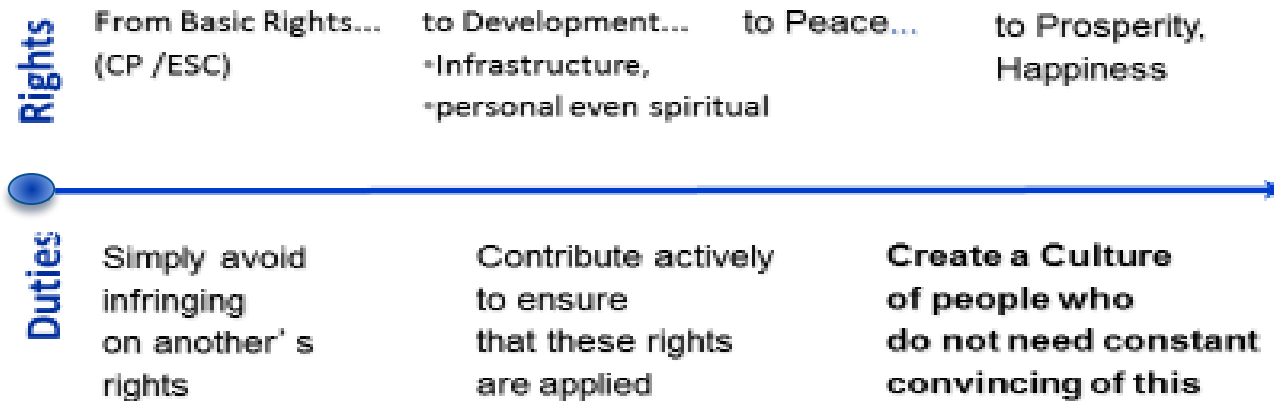 Rights
From Basic Rights...
(CP /ESC)
to Development...
•Infrastructure,
•personal even spiritual
to Peace...
to Prosperity,
Happiness
Duties
Simply avoid
infringing
on another’ s
rights
Contribute actively
to ensure
that these rights
are applied
Create a Culture
of people who
do not need constant
convincing of this